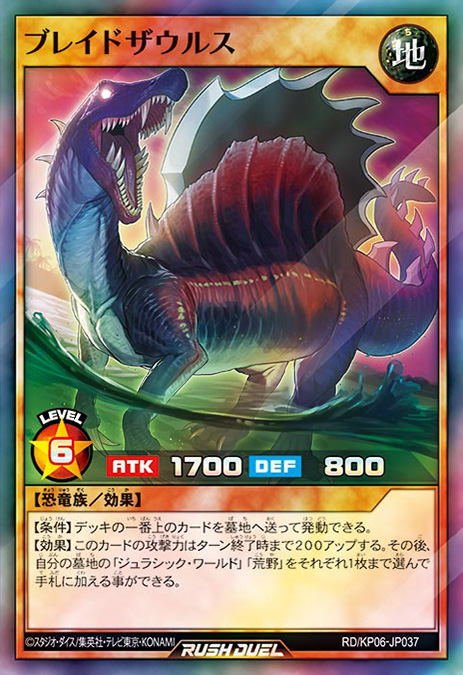 ブレイドザウルス
地
LEVEL
6
ATK 1700 DEF 800
【恐竜族／効果】
【条件】デッキの一番上のカードを墓地へ送って発動できる。
【効果】このカードの攻撃力はターン終了時まで200アップする。その後、
自分の墓地の「ジュラシック・ワールド」「荒野」をそれぞれ1枚まで選んで
手札に加える事ができる。
©スタジオ・ダイス/集英社・テレビ東京・KONAMI
RUSH DUEL
RD/KP06-JP037